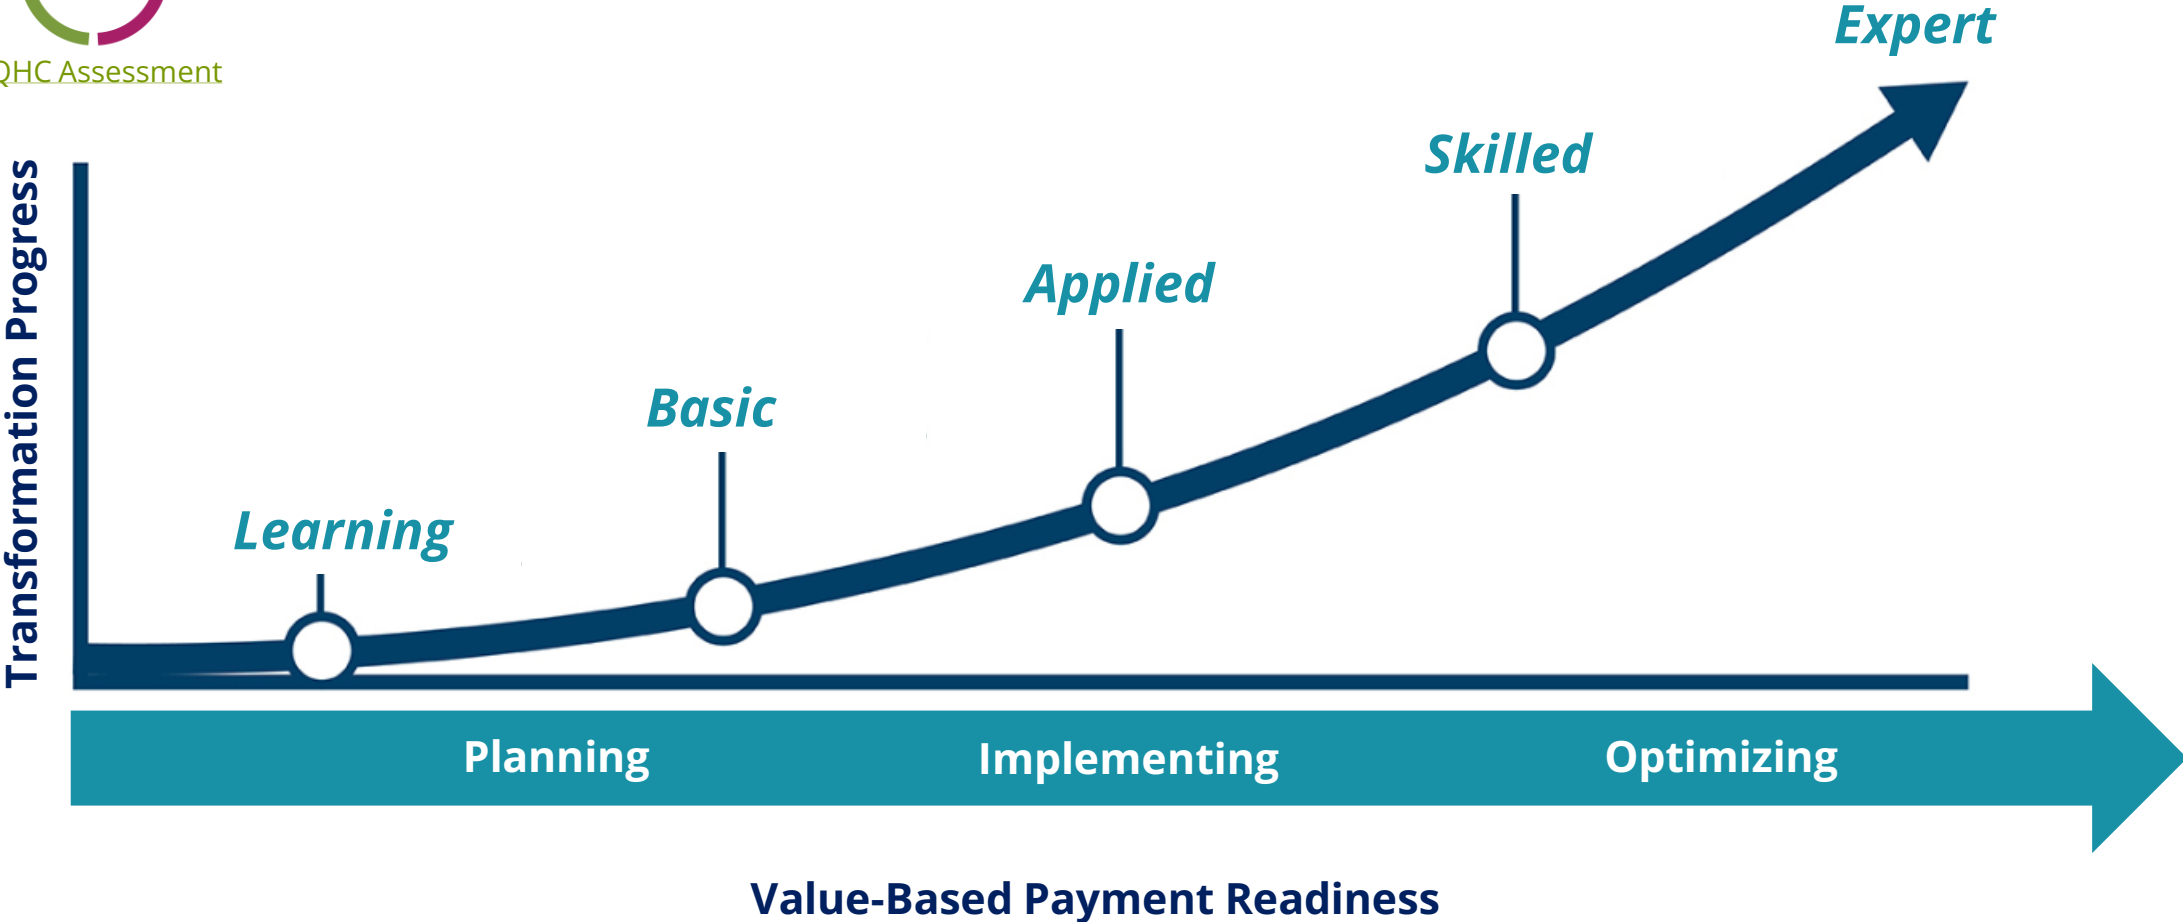 Expert
QHC Assessment
Skilled
Transformation Progress
Applied
Basic
Learning
Planning
Implementing
Optimizing
Value-Based Payment Readiness